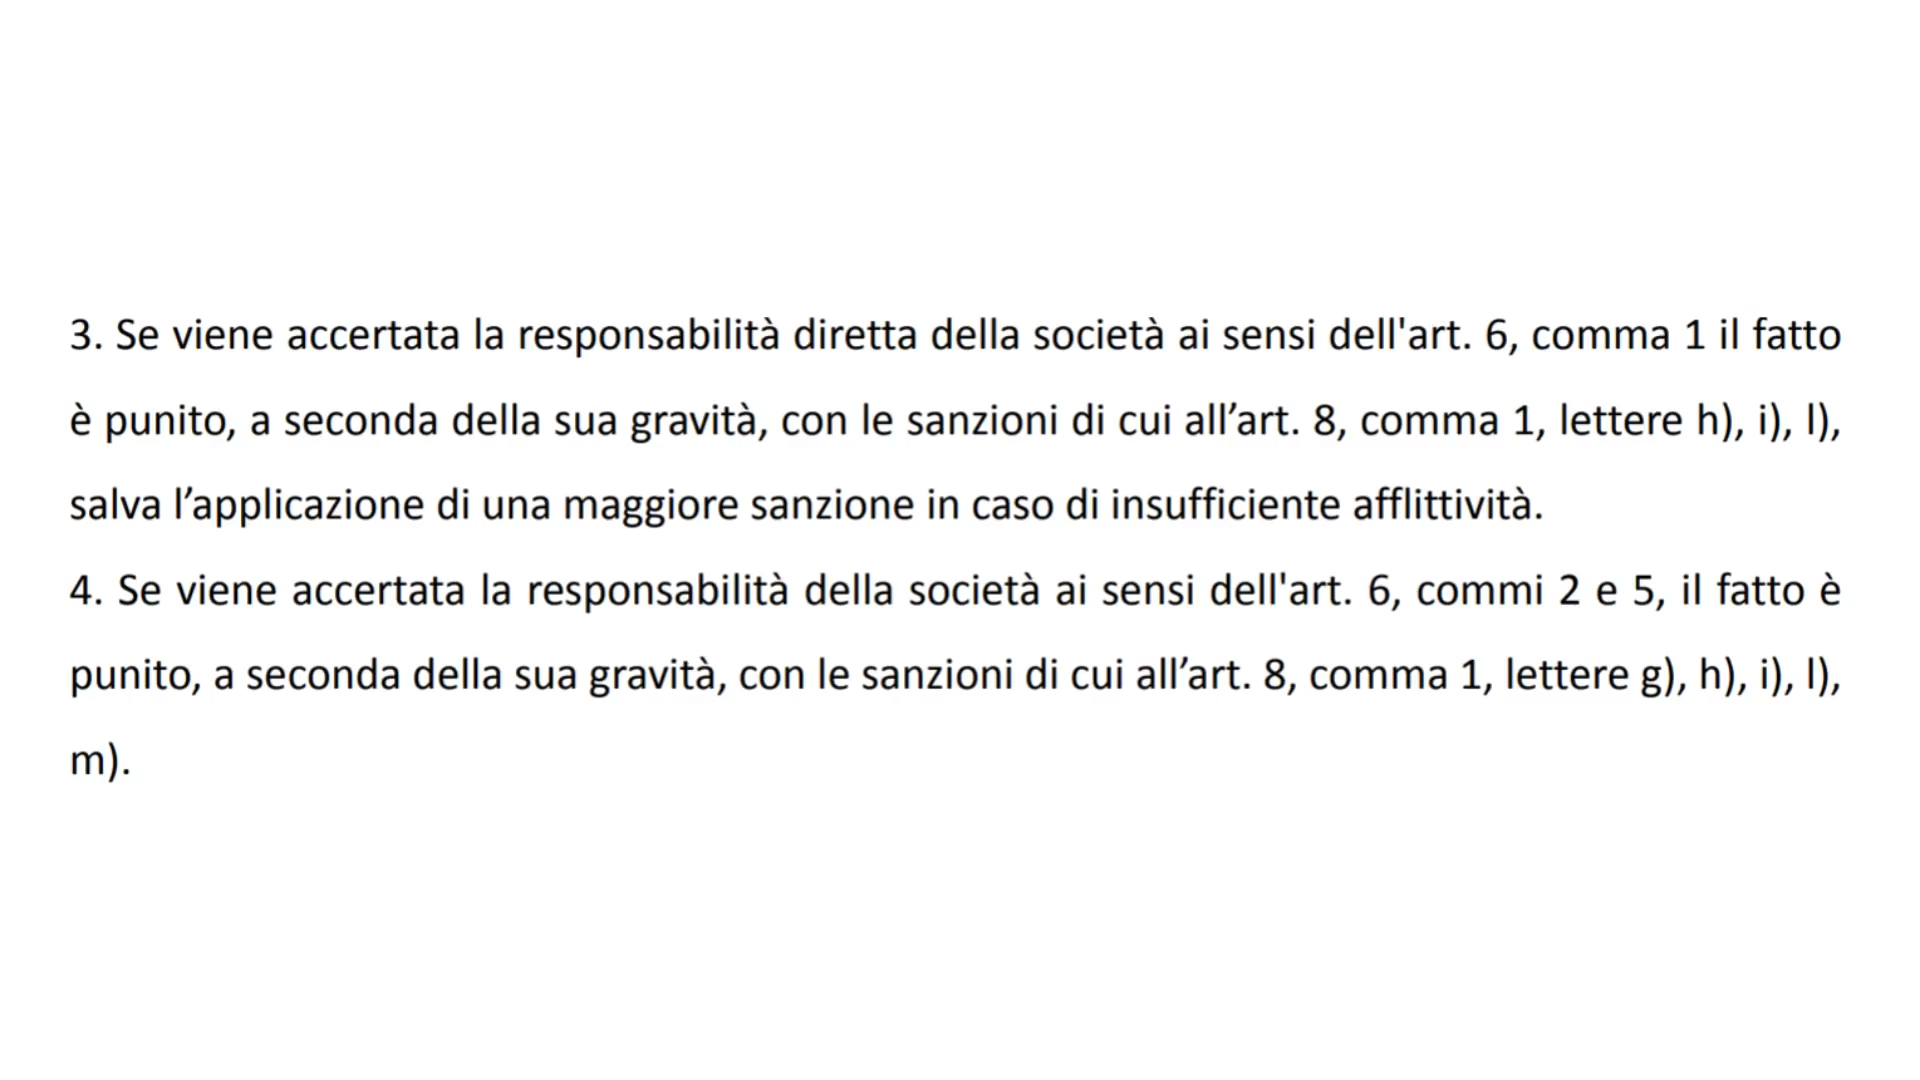 3. Se viene accertata la responsabilità diretta della società ai sensi dell'art. 6, comma 1 il fatto
è punito, a seconda della sua gravità, con le sanzioni di cui all’art. 8, comma 1, lettere h), i), l),
salva l’applicazione di una maggiore sanzione in caso di insufficiente afflittività.
4. Se viene accertata la responsabilità della società ai sensi dell'art. 6, commi 2 e 5, il fatto è
punito, a seconda della sua gravità, con le sanzioni di cui all’art. 8, comma 1, lettere g), h), i), l),
m).